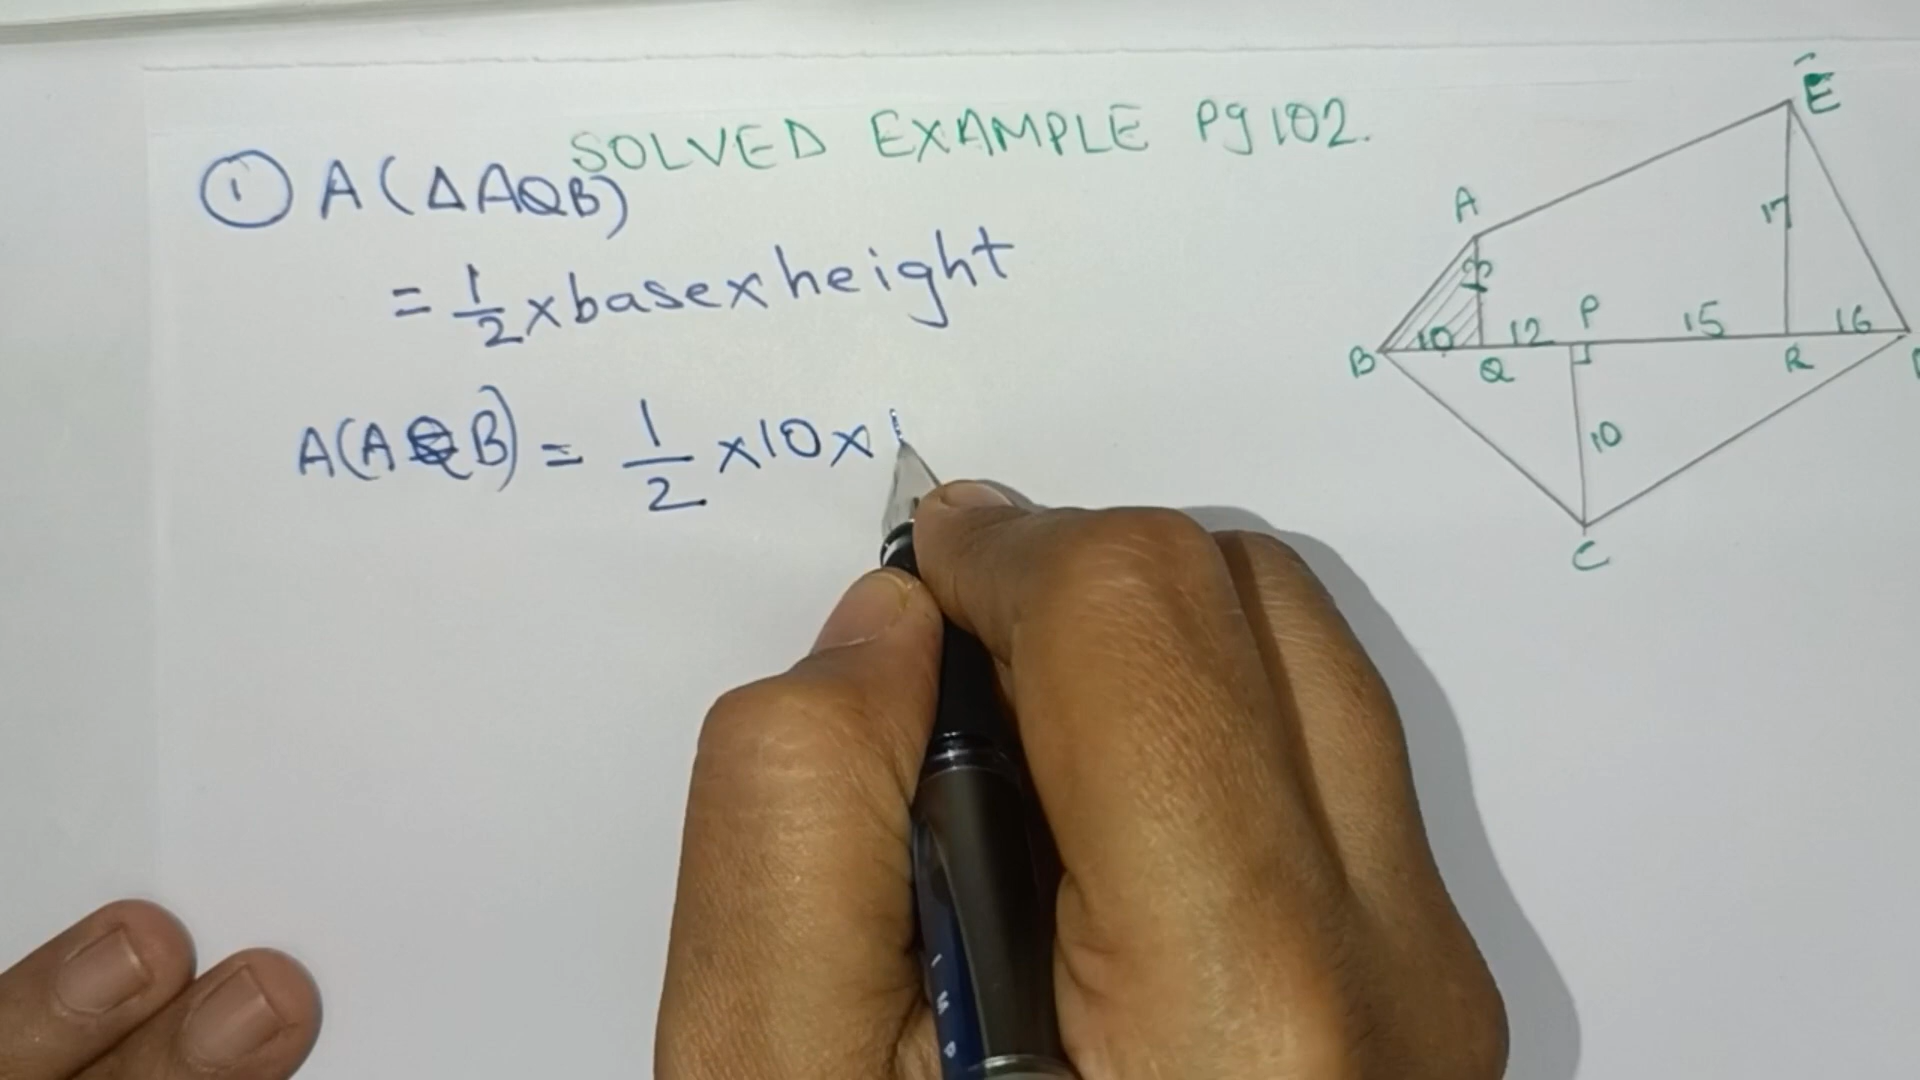 SOLVED EXAMPLE Pg 102.
① A(ΔAQB)
= 1/2 x base x height
A(AQB) = 1/2 x 10 x
E
A
17
P
10
12
15
16
B
Q
R
10
C